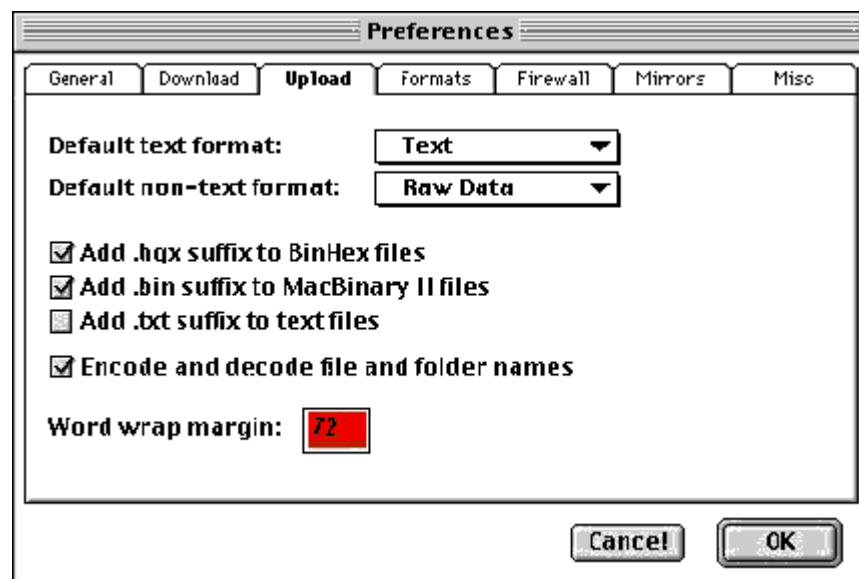 Preferences
General Download Upload Formats Firewall Mirrors Misc
Default text format: Text
Default non-text format: Raw Data
Add .hqx suffix to BinHex files
Add .bin suffix to MacBinary II files
Add .txt suffix to text files
Encode and decode file and folder names
Word wrap margin: 72
Cancel OK